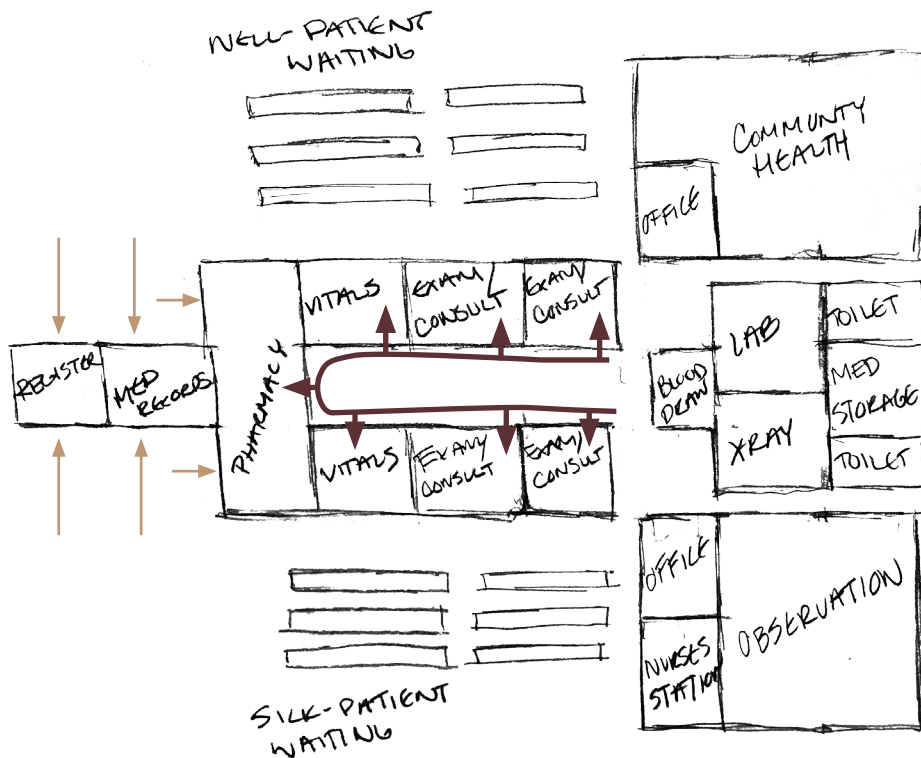 WELL-PATIENT
WAITING
COMMUNTY
HEALTH
OFFICE
VITALS
EXAM/
CONSULT
EXAM/
CONSULT
REGISTER
MED
RECORDS
PHARMACY
BLOOD
DRAW
LAB
XRAY
TOILET
MED
STORAGE
TOILET
VITALS
EXAM/
CONSULT
EXAM/
CONSULT
OFFICE
NURSES
STATION
OBSERVATION
SICK-PATIENT
WAITING